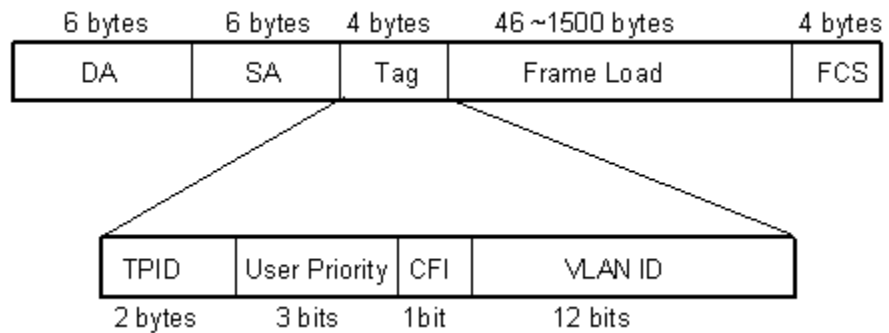 6 bytes 6 bytes 4 bytes 46 ~1500 bytes 4 bytes
DA SA Tag Frame Load FCS
TPID User Priority CFI VLAN ID
2 bytes 3 bits 1bit 12 bits